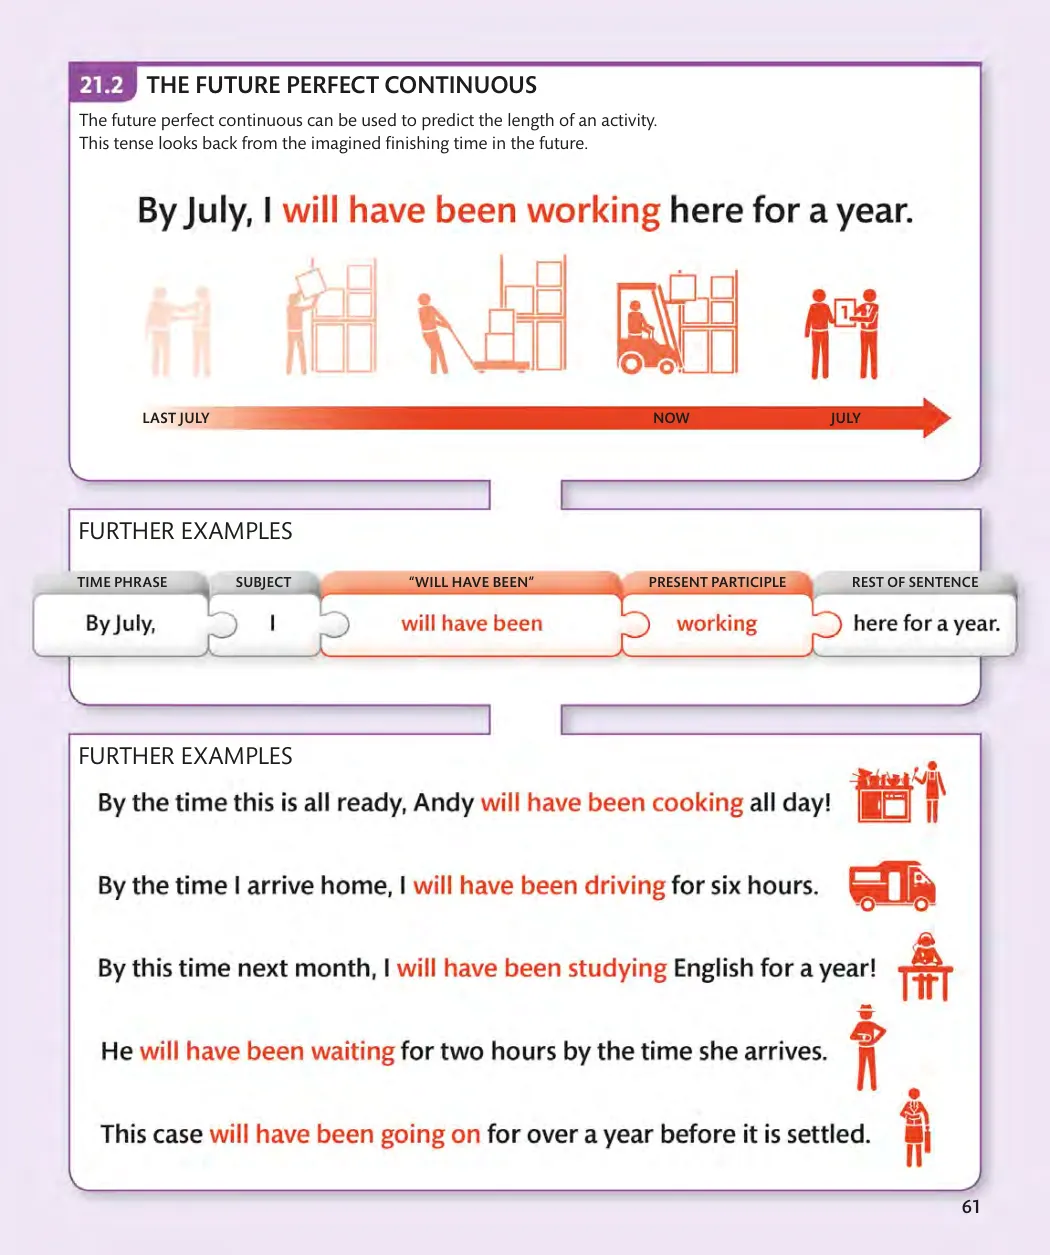 21.2 THE FUTURE PERFECT CONTINUOUS
The future perfect continuous can be used to predict the length of an activity.
This tense looks back from the imagined finishing time in the future.
By July, I will have been working here for a year.
1
LAST JULY NOW JULY
FURTHER EXAMPLES
TIME PHRASE SUBJECT “WILL HAVE BEEN” PRESENT PARTICIPLE REST OF SENTENCE
By July, I will have been working here for a year.
FURTHER EXAMPLES
By the time this is all ready, Andy will have been cooking all day!
By the time I arrive home, I will have been driving for six hours.
By this time next month, I will have been studying English for a year!
He will have been waiting for two hours by the time she arrives.
This case will have been going on for over a year before it is settled.
61